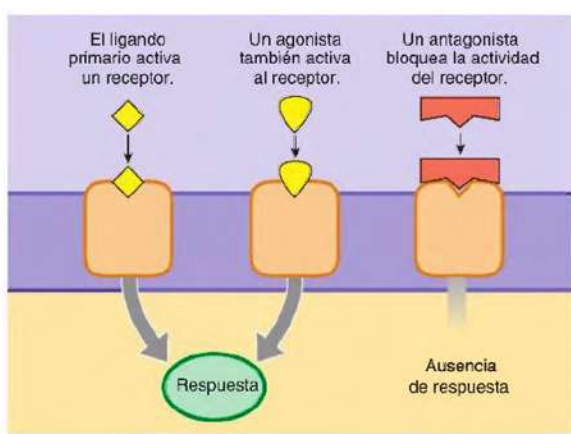 El ligando
primario activa
un receptor.
Un agonista
también activa
al receptor.
Un antagonista
bloquea la actividad
del receptor.
Respuesta
Ausencia
de respuesta